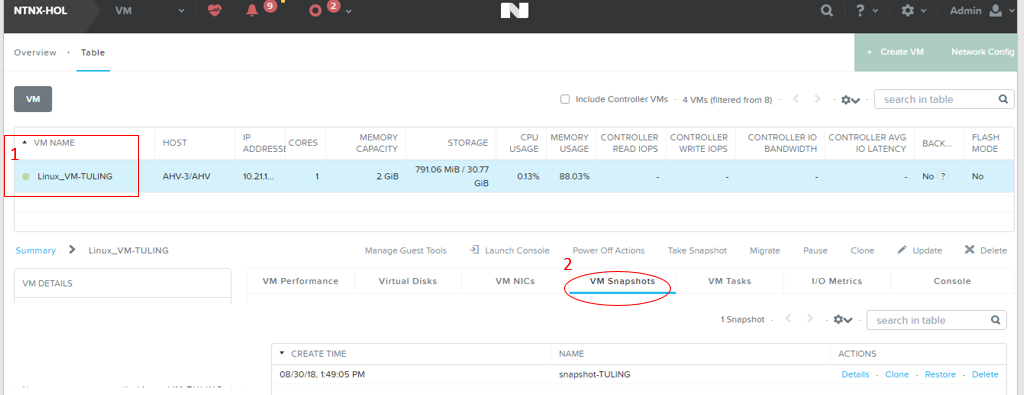 NTNX-HOL VM 9 2 N ? Admin
Overview · Table + Create VM Network Config
VM Include Controller VMs · 4 VMs (filtered from 8) · < > · search in table
1
VM NAME HOST IP ADDRESSE CORES MEMORY CAPACITY STORAGE CPU USAGE MEMORY USAGE CONTROLLER READ IOPS CONTROLLER WRITE IOPS CONTROLLER IO BANDWIDTH CONTROLLER AVG IO LATENCY BACK... FLASH MODE
Linux_VM-TULING AHV-3/AHV 10.21.1... 1 2 GiB 791.06 MiB / 30.77 GiB 0.13% 88.03% - - - - No ? No
Summary > Linux_VM-TULING Manage Guest Tools Launch Console Power Off Actions Take Snapshot Migrate Pause Clone Update Delete
2
VM DETAILS VM Performance Virtual Disks VM NICs VM Snapshots VM Tasks I/O Metrics Console
1 Snapshot · < > · search in table
CREATE TIME NAME ACTIONS
08/30/18, 1:49:05 PM snapshot-TULING Details - Clone - Restore - Delete